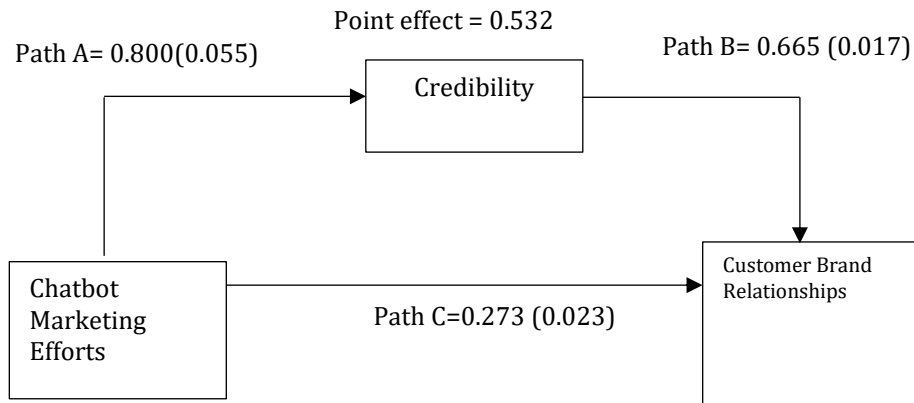 Point effect = 0.532
Path A= 0.800(0.055)
Path B= 0.665 (0.017)
Credibility
Chatbot
Marketing
Efforts
Customer Brand
Relationships
Path C=0.273 (0.023)